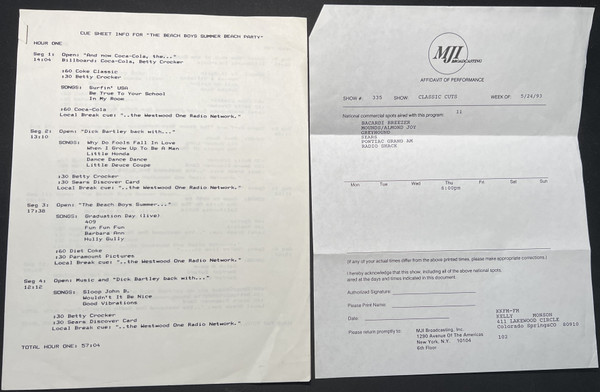 CUE SHEET INFO FOR "THE BEACH BOYS SUMMER BEACH PARTY"
HOUR ONE
Seg 1: Open: "And now Coca-Cola, the..."
14:04 Billboard: Coca-Cola, Betty Crocker
:60 Coke Classic
:30 Betty Crocker
SONGS: Surfin' USA
Be True To Your School
In My Room
:60 Coca-Cola
Local Break cue: "..the Westwood One Radio Network."
Seg 2: Open: "Dick Bartley back with..."
13:10
SONGS: Why Do Fools Fall In Love
When I Grow Up To Be A Man
Little Honda
Dance Dance Dance
Little Deuce Coupe
:30 Betty Crocker
:30 Sears Discover Card
Local Break cue: "..the Westwood One Radio Network."
Seg 3: Open: "The Beach Boys Summer..."
17:38
SONGS: Graduation Day (live)
409
Fun Fun Fun
Barbara Ann
Hully Gully
:60 Diet Coke
:30 Paramount Pictures
Local Break cue: "..the Westwood One Radio Network."
Seg 4: Open: Music and "Dick Bartley back with..."
12:12
SONGS: Sloop John B.
Wouldn't It Be Nice
Good Vibrations
:30 Betty Crocker
:30 Sears Discover Card
Local Break cue: "..the Westwood One Radio Network."
TOTAL HOUR ONE: 57:04
MJI
BROADCASTING
AFFIDAVIT OF PERFORMANCE
SHOW #: 335 SHOW CLASSIC CUTS WEEK OF: 5/24/93
National commercial spots aired with this program:
BACARDI BREEZER
MOUNDS/ALMOND JOY
GREYHOUND
SEARS
PONTIAC GRAND AM
RADIO SHACK
Mon Tues Wed Thu Fri Sat Sun
(If any of your actual times differ from the above printed times, please make appropriate corrections.)
I hereby acknowledge that this show, including all of the above national spots,
aired at the days and times indicated in this document.
Authorized Signature:
Please Print Name:
Date:
Please return promptly to: MJI Broadcasting, Inc.
1290 Avenue Of The Americas
New York, N.Y. 10104
6th Floor
KKFM-FM
KELLY MONSON
411 LAKEWOOD CIRCLE
Colorado Springs CO 80910
102